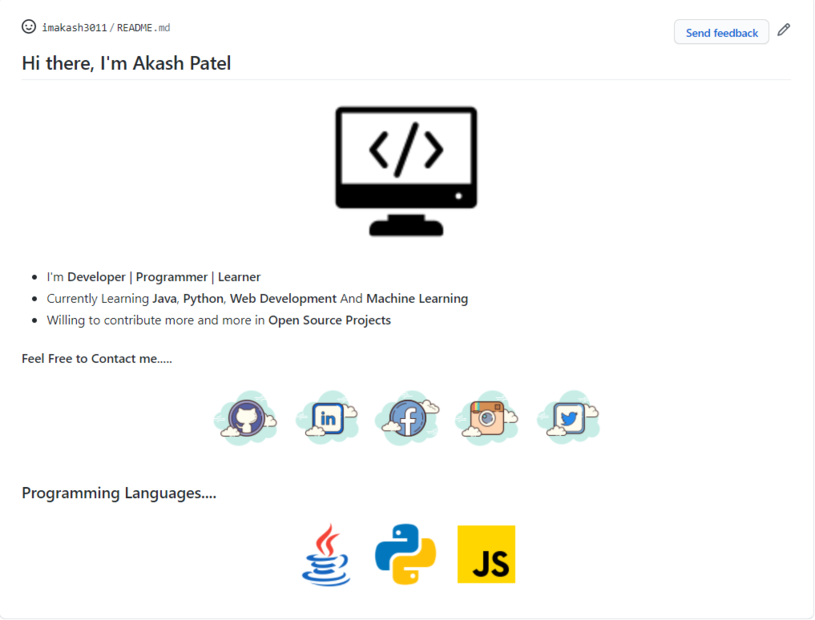 imakash3011/README.md
Send feedback
Hi there, I'm Akash Patel
</>
I'm Developer | Programmer | Learner
Currently Learning Java, Python, Web Development And Machine Learning
Willing to contribute more and more in Open Source Projects
Feel Free to Contact me.....
in
f
Programming Languages....
JS